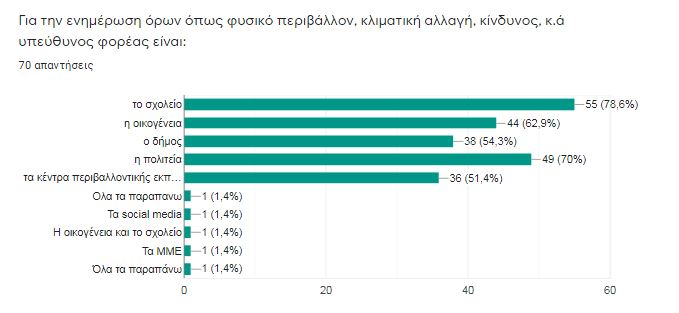 Για την ενημέρωση όρων όπως φυσικό περιβάλλον, κλιματική αλλαγή, κίνδυνος, κ.ά
υπεύθυνος φορέας είναι:
70 απαντήσεις
το σχολείο 55 (78,6%)
η οικογένεια 44 (62,9%)
ο δήμος 38 (54,3%)
η πολιτεία 49 (70%)
τα κέντρα περιβαλλοντικής εκπ… 36 (51,4%)
Ολα τα παραπανω 1 (1,4%)
Τα social media 1 (1,4%)
Η οικογένεια και το σχολείο 1 (1,4%)
Τα ΜΜΕ 1 (1,4%)
Όλα τα παραπάνω 1 (1,4%)
0 20 40 60